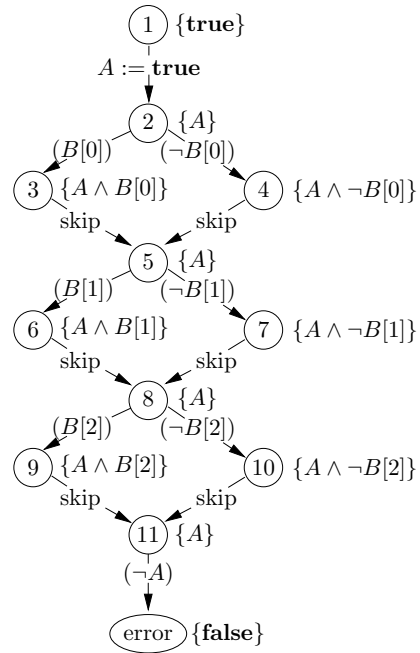 1 {true}
A := true
2 {A}
(B[0]) (¬B[0])
3 {A ∧ B[0]} 4 {A ∧ ¬B[0]}
skip skip
5 {A}
(B[1]) (¬B[1])
6 {A ∧ B[1]} 7 {A ∧ ¬B[1]}
skip skip
8 {A}
(B[2]) (¬B[2])
9 {A ∧ B[2]} 10 {A ∧ ¬B[2]}
skip skip
11 {A}
(¬A)
error {false}